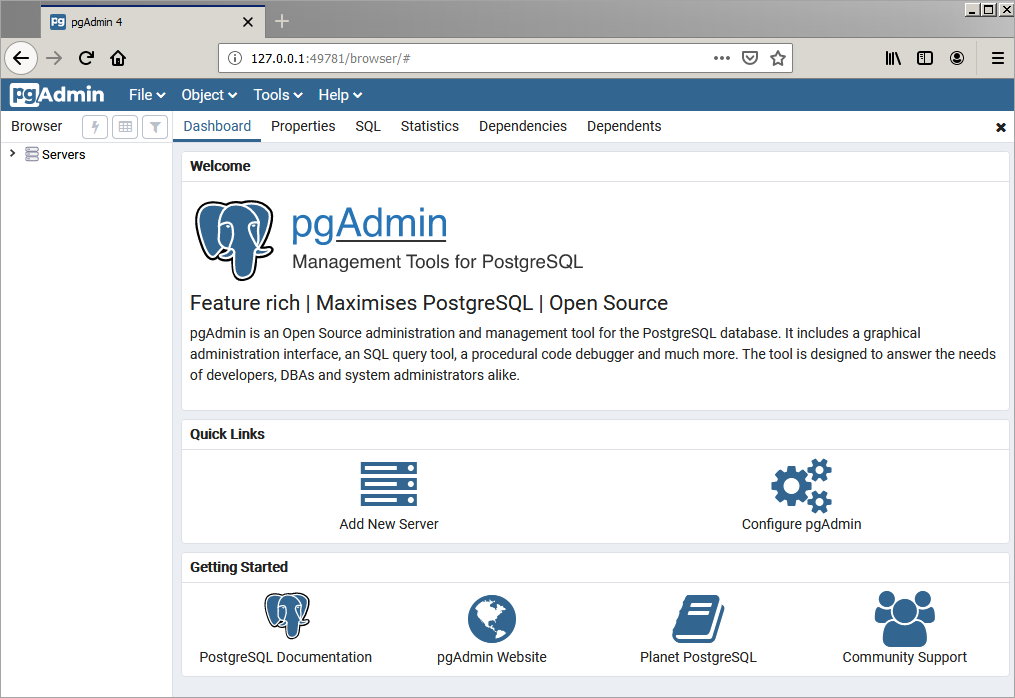 pg pgAdmin 4
127.0.0.1:49781/browser/#
pgAdmin File Object Tools Help
Browser Dashboard Properties SQL Statistics Dependencies Dependents
Servers
Welcome
pgAdmin
Management Tools for PostgreSQL
Feature rich | Maximises PostgreSQL | Open Source
pgAdmin is an Open Source administration and management tool for the PostgreSQL database. It includes a graphical
administration interface, an SQL query tool, a procedural code debugger and much more. The tool is designed to answer the needs
of developers, DBAs and system administrators alike.
Quick Links
Add New Server Configure pgAdmin
Getting Started
PostgreSQL Documentation pgAdmin Website Planet PostgreSQL Community Support